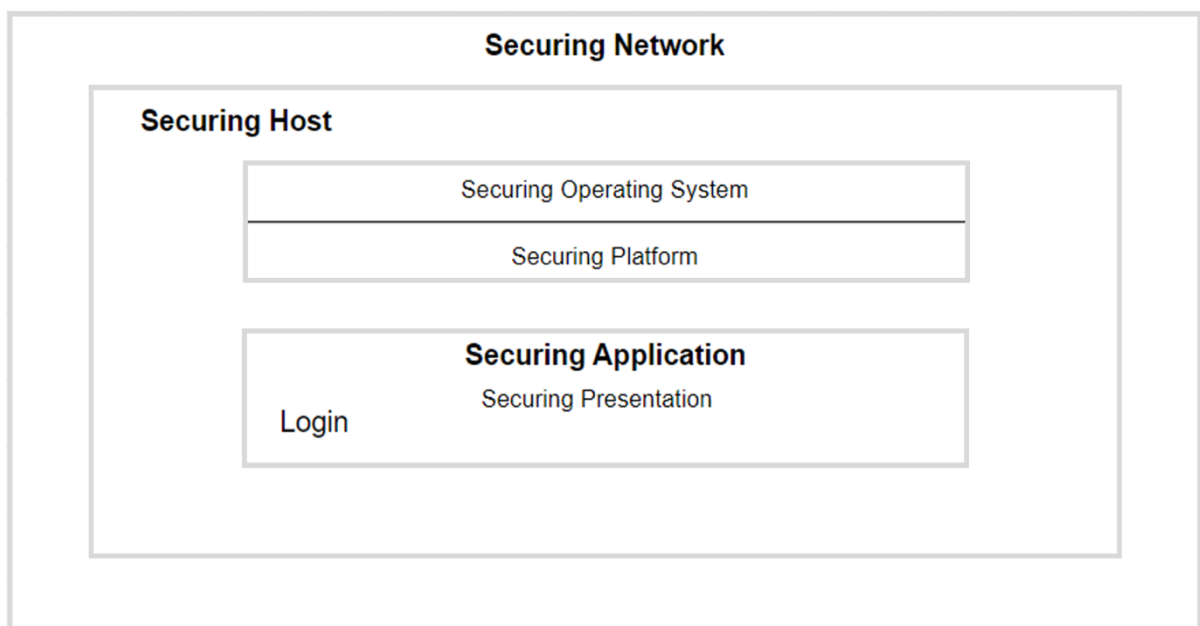 Securing Network
Securing Host
Securing Operating System
Securing Platform
Securing Application
Securing Presentation
Login